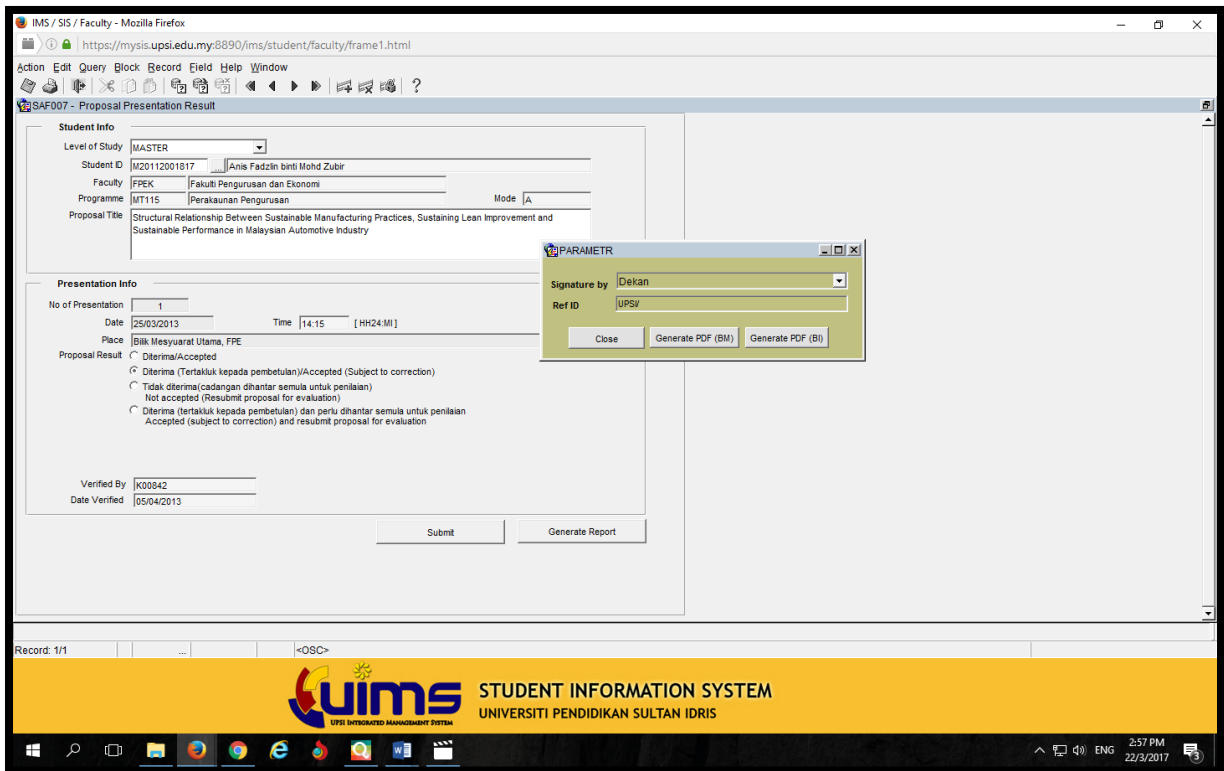 IMS / SIS / Faculty - Mozilla Firefox
https://mysis.upsi.edu.my:8890/ims/student/faculty/frame1.html
Action Edit Query Block Record Field Help Window
SAF007 - Proposal Presentation Result
Student Info
Level of Study MASTER
Student ID M20112001817 ... Anis Fadzlin binti Mohd Zubir
Faculty FPEK Fakulti Pengurusan dan Ekonomi
Programme MT115 Perakaunan Pengurusan Mode A
Proposal Title Structural Relationship Between Sustainable Manufacturing Practices, Sustaining Lean Improvement and
Sustainable Performance in Malaysian Automotive Industry
PARAMETR
Signature by Dekan
Ref ID UPSI/
Close Generate PDF (BM) Generate PDF (BI)
Presentation Info
No of Presentation 1
Date 25/03/2013 Time 14:15 [ HH24:MI ]
Place Bilik Mesyuarat Utama, FPE
Proposal Result Diterima/Accepted
Diterima (Tertakluk kepada pembetulan)/Accepted (Subject to correction)
Tidak diterima(cadangan dihantar semula untuk penilaian)
Not accepted (Resubmit proposal for evaluation)
Diterima (tertakluk kepada pembetulan) dan perlu dihantar semula untuk penilaian
Accepted (subject to correction) and resubmit proposal for evaluation
Verified By K00842
Date Verified 05/04/2013
Submit Generate Report
Record: 1/1 ... <OSC>
uims
UPSI INTEGRATED MANAGEMENT SYSTEM
STUDENT INFORMATION SYSTEM
UNIVERSITI PENDIDIKAN SULTAN IDRIS
ENG 2:57 PM
22/3/2017
3